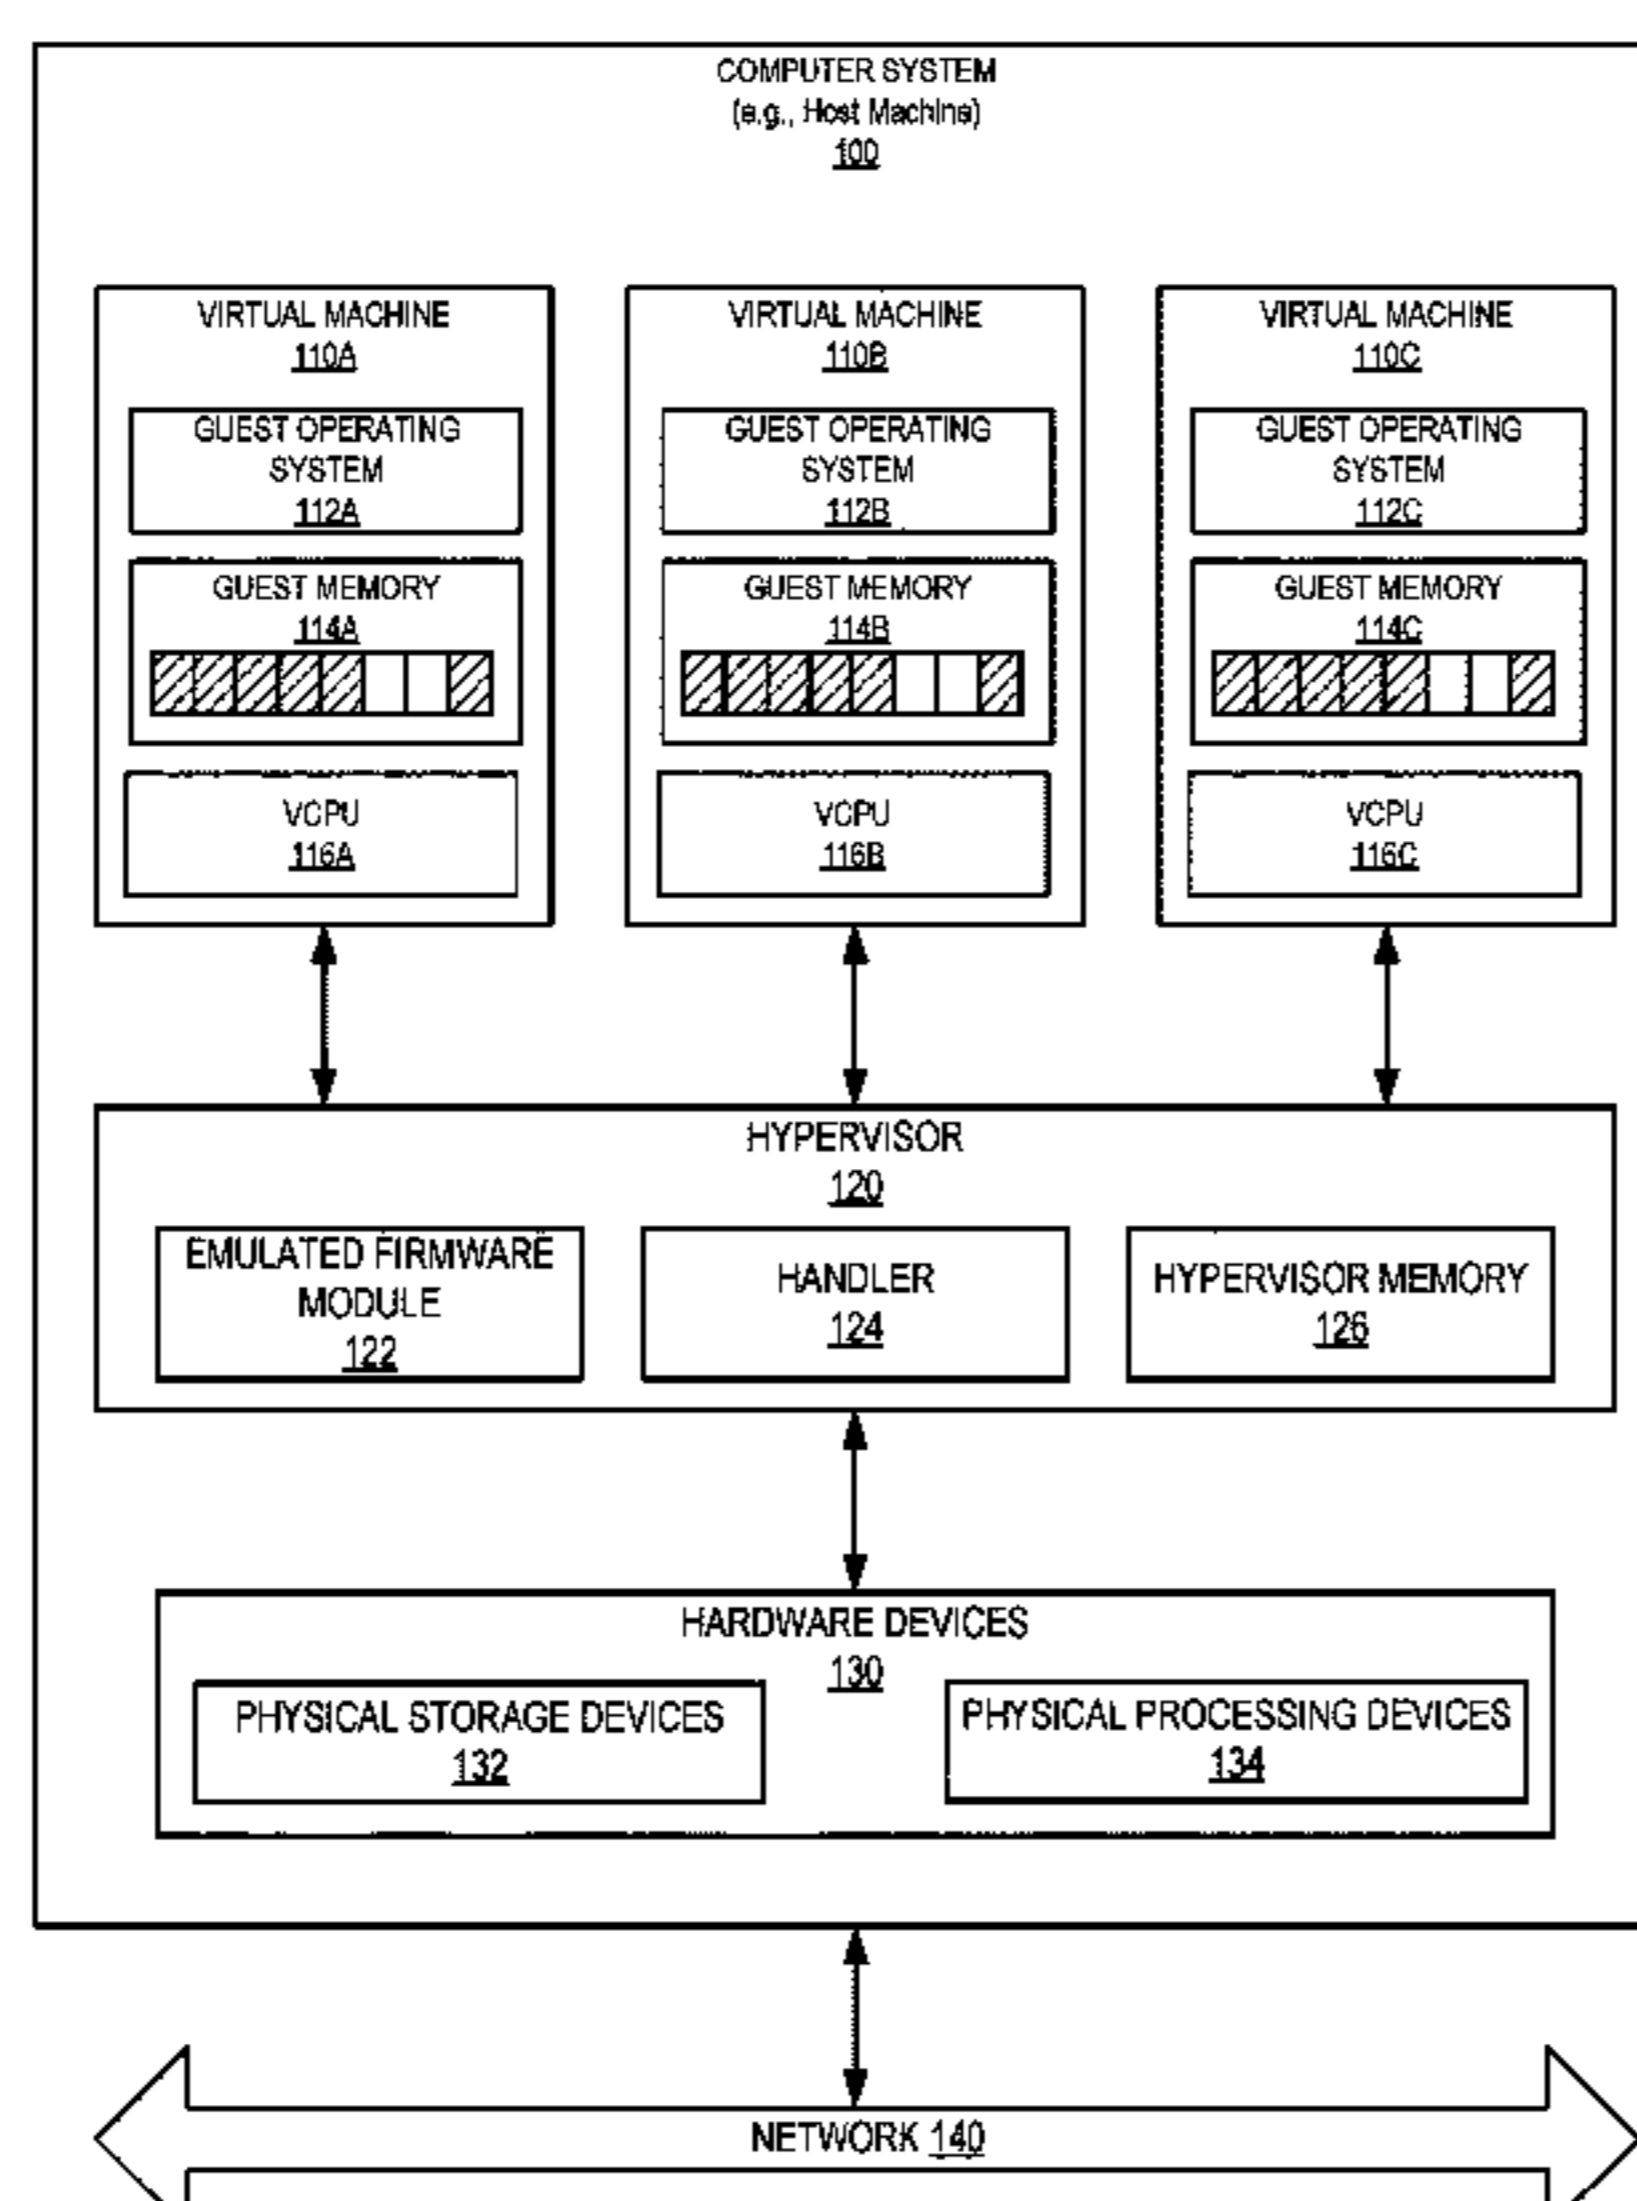 COMPUTER SYSTEM
(e.g., Host Machine)
100
VIRTUAL MACHINE
110A
GUEST OPERATING
SYSTEM
112A
GUEST MEMORY
114A
VCPU
116A
VIRTUAL MACHINE
110B
GUEST OPERATING
SYSTEM
112B
GUEST MEMORY
114B
VCPU
116B
VIRTUAL MACHINE
110C
GUEST OPERATING
SYSTEM
112C
GUEST MEMORY
114C
VCPU
116C
HYPERVISOR
120
EMULATED FIRMWARE
MODULE
122
HANDLER
124
HYPERVISOR MEMORY
126
HARDWARE DEVICES
130
PHYSICAL STORAGE DEVICES
132
PHYSICAL PROCESSING DEVICES
134
NETWORK 140